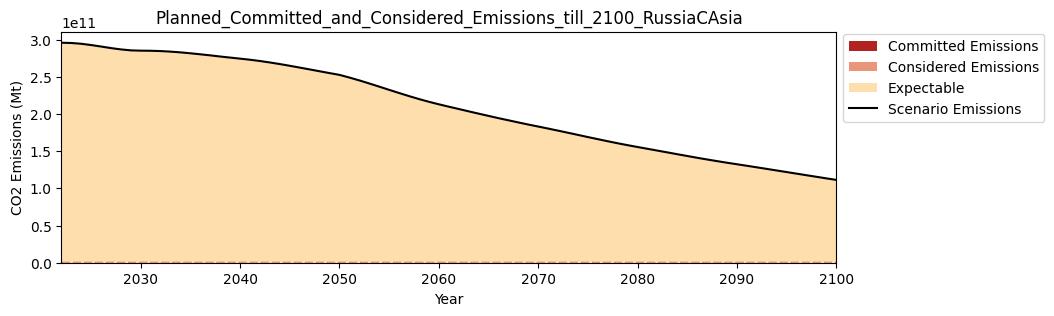 Planned_Committed_and_Considered_Emissions_till_2100_RussiaCAsia
1e11
3.0
2.5
2.0
1.5
1.0
0.5
0.0
CO2 Emissions (Mt)
2030 2040 2050 2060 2070 2080 2090 2100
Year
Committed Emissions
Considered Emissions
Expectable
Scenario Emissions